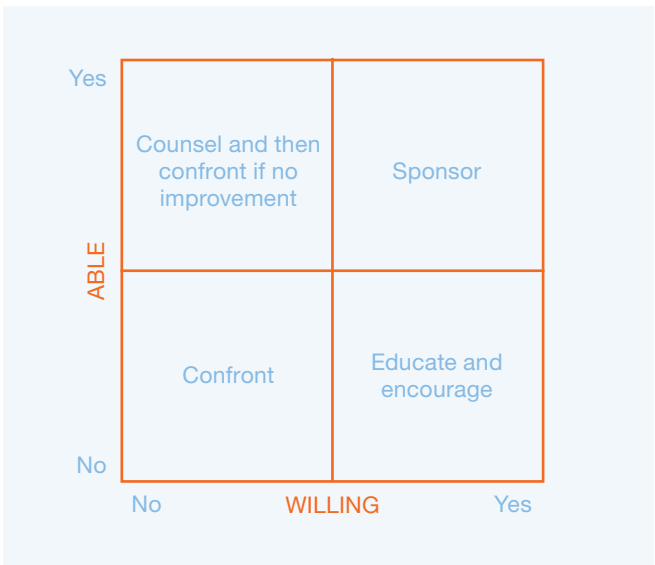 Yes
Counsel and then
confront if no
improvement
Sponsor
ABLE
Confront
Educate and
encourage
No
No
WILLING
Yes